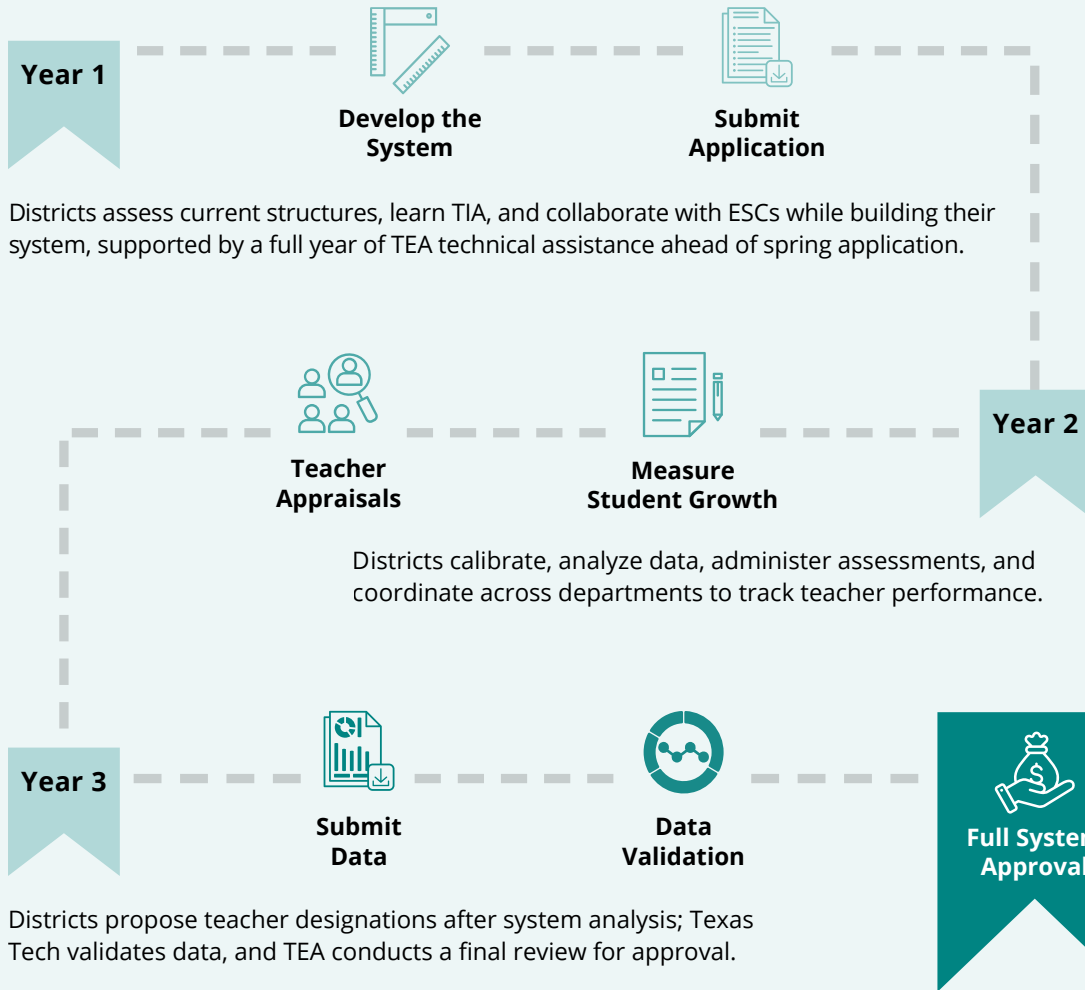 Year 1
Develop the
System
Submit
Application
Districts assess current structures, learn TIA, and collaborate with ESCs while building their
system, supported by a full year of TEA technical assistance ahead of spring application.
Year 2
Measure
Student Growth
Teacher
Appraisals
Districts calibrate, analyze data, administer assessments, and
coordinate across departments to track teacher performance.
Year 3
Submit
Data
Data
Validation
Full System
Approval
Districts propose teacher designations after system analysis; Texas
Tech validates data, and TEA conducts a final review for approval.